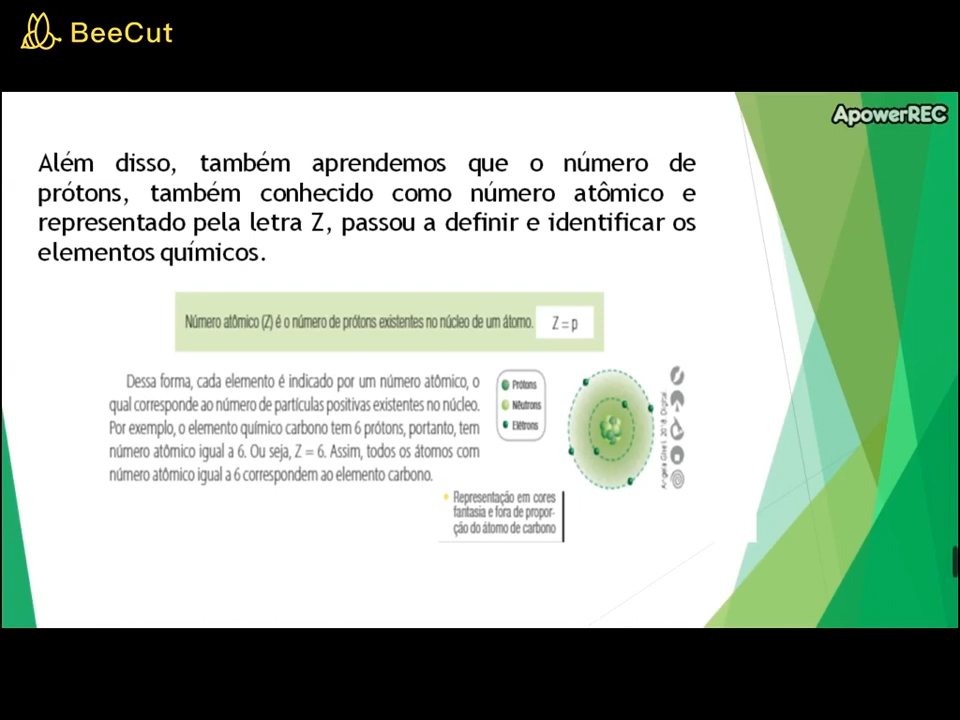 BeeCut
ApowerREC
Além disso, também aprendemos que o número de
prótons, também conhecido como número atômico e
representado pela letra Z, passou a definir e identificar os
elementos químicos.
Número atômico (Z) é o número de prótons existentes no núcleo de um átomo. Z = p
Dessa forma, cada elemento é indicado por um número atômico, o
qual corresponde ao número de partículas positivas existentes no núcleo.
Por exemplo, o elemento químico carbono tem 6 prótons, portanto, tem
número atômico igual a 6. Ou seja, Z = 6. Assim, todos os átomos com
número atômico igual a 6 correspondem ao elemento carbono.
Prótons
Nêutrons
Elétrons
2018. Digital.
Representação em cores
fantasia e fora de propor-
ção do átomo de carbono